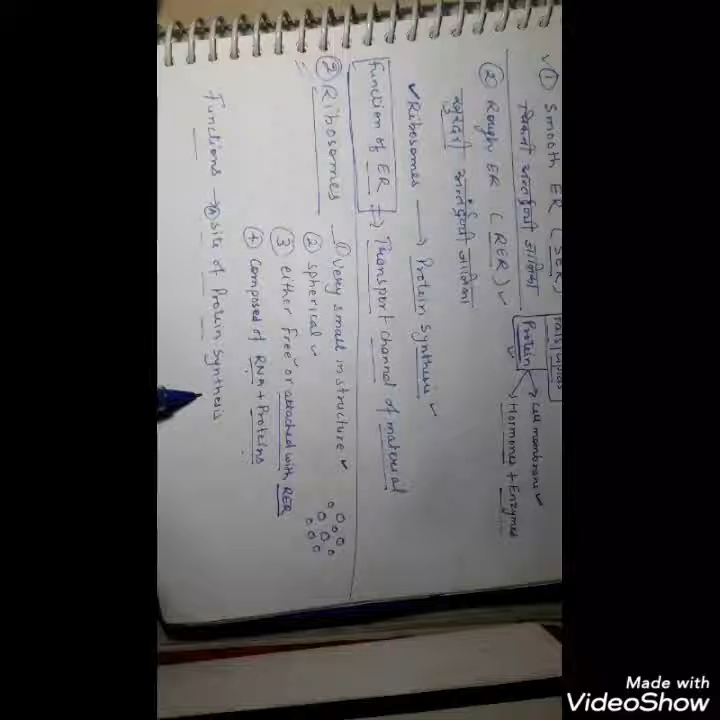 ① Smooth ER (SER)
चिकनी अन्तर्द्रव्यी जालिका
Fats/Lipids
② Rough ER (RER) ✓
Protein → Cell membrane ✓
→ Hormones + Enzymes
खुरदरी अन्तर्द्रव्यी जालिका
✓ Ribosomes → Protein synthesis ✓
function of ER → Transport channel of material
② Ribosomes → ① very small in structure ✓
② spherical ✓
③ either free or attached with RER
④ composed of RNA + Proteins
Functions → site of Protein synthesis
Made with
VideoShow